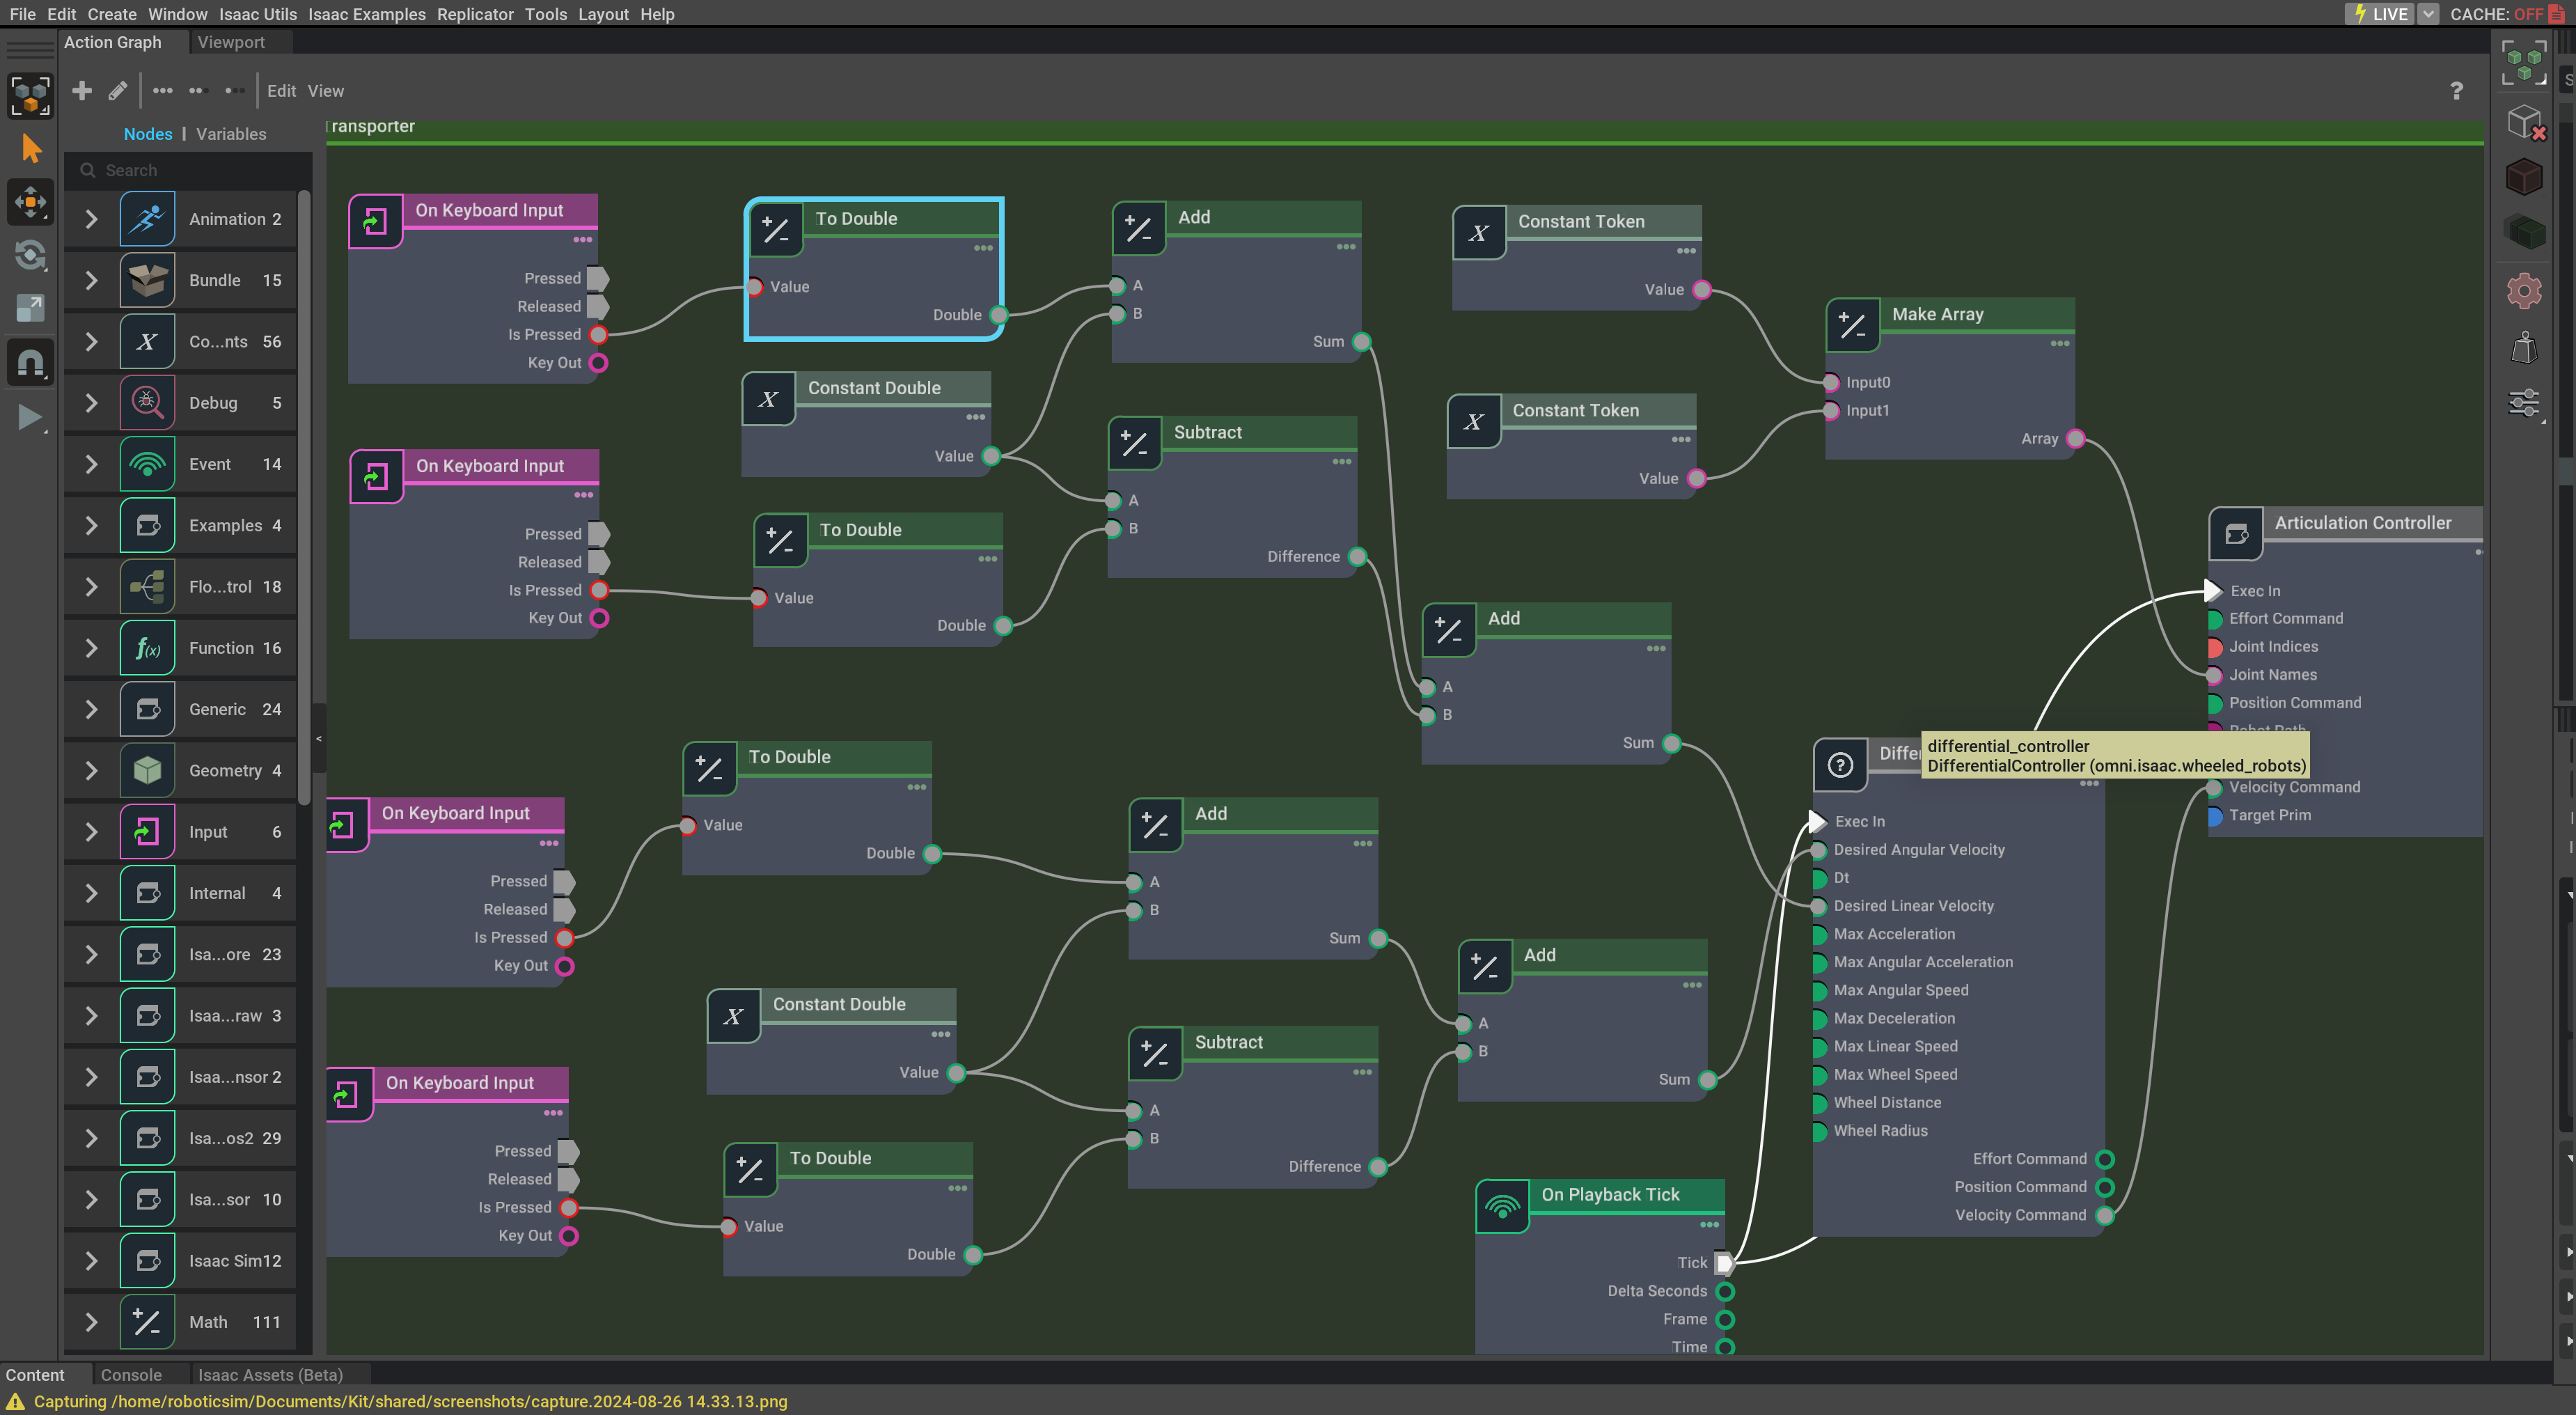 File Edit Create Window Isaac Utils Isaac Examples Replicator Tools Layout Help
LIVE CACHE: OFF
Action Graph Viewport
Edit View ?
Nodes | Variables
Search
Animation 2
Bundle 15
Co...nts 56
Debug 5
Event 14
Examples 4
Flo...trol 18
Function 16
Generic 24
Geometry 4
Input 6
Internal 4
Isa...ore 23
Isaa...raw 3
Isaa...nsor 2
Isa...os2 29
Isa...sor 10
Isaac Sim12
Math 111
ransporter
On Keyboard Input
Pressed
Released
Is Pressed
Key Out
To Double
Value
Double
Add
A
B
Sum
Constant Token
Value
Make Array
Input0
Input1
Array
Constant Double
Value
Constant Token
Value
On Keyboard Input
Pressed
Released
Is Pressed
Key Out
To Double
Value
Double
Subtract
A
B
Difference
Add
A
B
Sum
Articulation Controller
Exec In
Effort Command
Joint Indices
Joint Names
Position Command
Velocity Command
Target Prim
differential_controller
DifferentialController (omni.isaac.wheeled_robots)
Diffe
Exec In
Desired Angular Velocity
Dt
Desired Linear Velocity
Max Acceleration
Max Angular Acceleration
Max Angular Speed
Max Deceleration
Max Linear Speed
Max Wheel Speed
Wheel Distance
Wheel Radius
Effort Command
Position Command
Velocity Command
On Keyboard Input
Pressed
Released
Is Pressed
Key Out
To Double
Value
Double
Add
A
B
Sum
Constant Double
Value
Add
A
B
Sum
On Keyboard Input
Pressed
Released
Is Pressed
Key Out
To Double
Value
Double
Subtract
A
B
Difference
On Playback Tick
Tick
Delta Seconds
Frame
Time
Content Console Isaac Assets (Beta)
Capturing /home/roboticsim/Documents/Kit/shared/screenshots/capture.2024-08-26 14.33.13.png